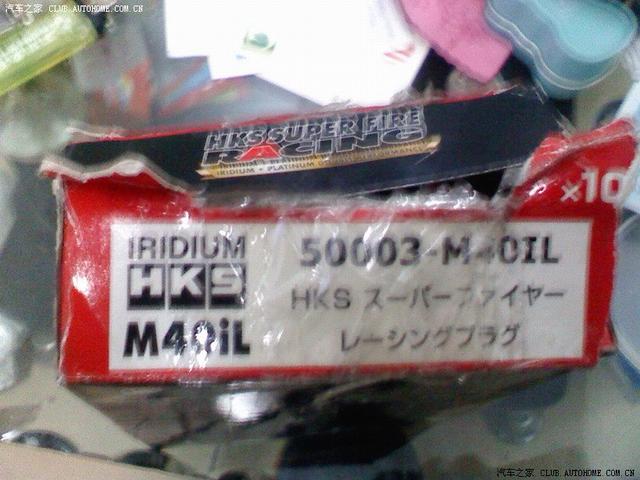 汽车之家 CLUB.AUTOHOME.COM.CN
HKS SUPER FIRE
RACING
IRIDIUM + PLATINUM
×10
IRIDIUM
HKS
M40iL
50003-M40IL
HKS スーパーファイヤー
レーシングプラグ
汽车之家 CLUB.AUTOHOME.COM.CN